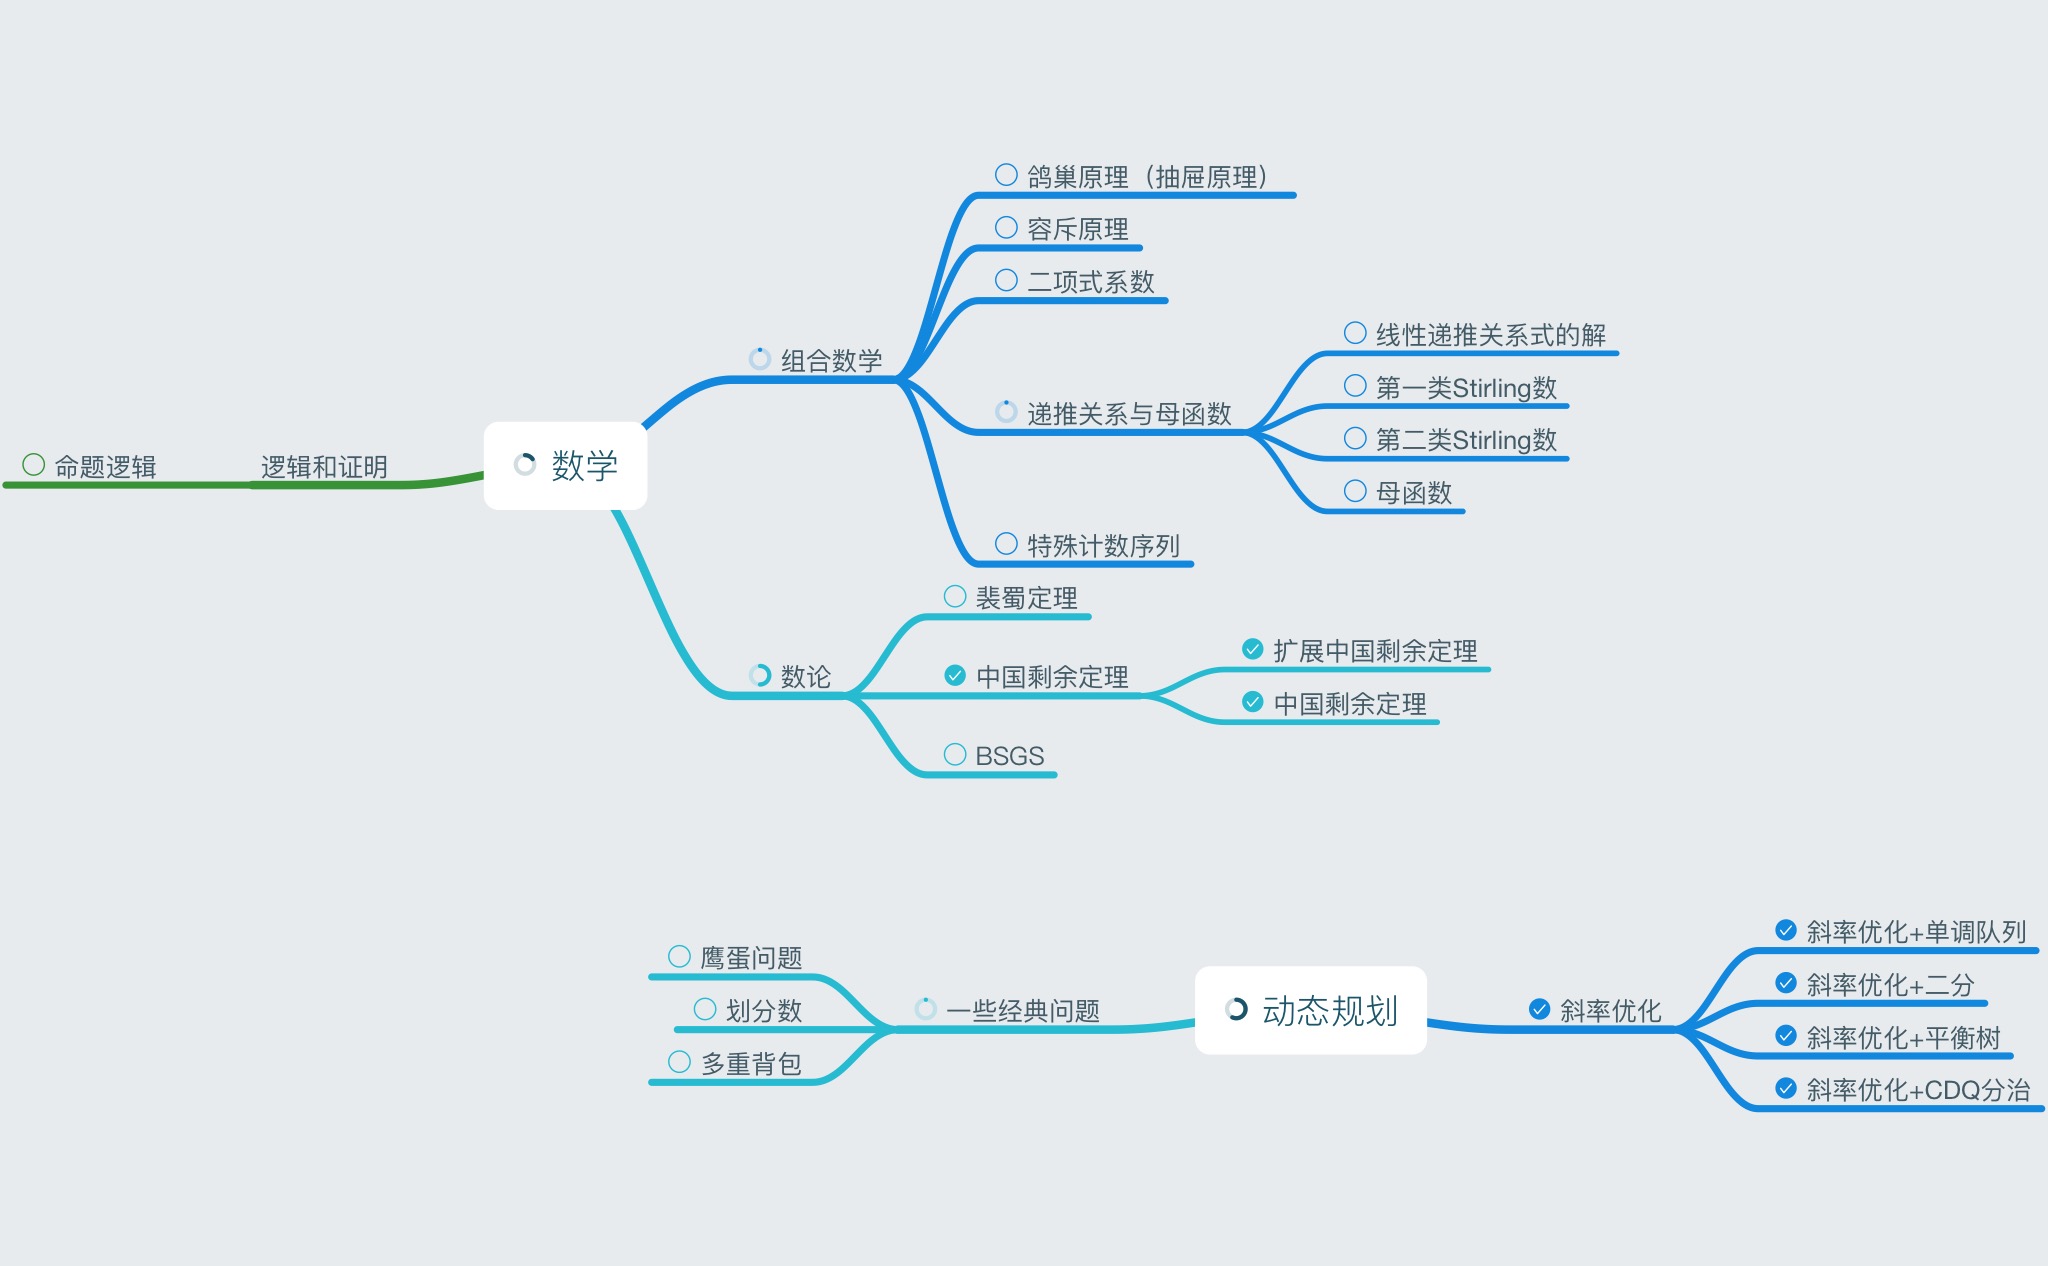 鸽巢原理（抽屉原理）
容斥原理
二项式系数
组合数学
线性递推关系式的解
第一类Stirling数
递推关系与母函数
第二类Stirling数
母函数
命题逻辑
逻辑和证明
数学
特殊计数序列
裴蜀定理
数论
中国剩余定理
扩展中国剩余定理
中国剩余定理
BSGS
鹰蛋问题
划分数
多重背包
一些经典问题
动态规划
斜率优化
斜率优化+单调队列
斜率优化+二分
斜率优化+平衡树
斜率优化+CDQ分治